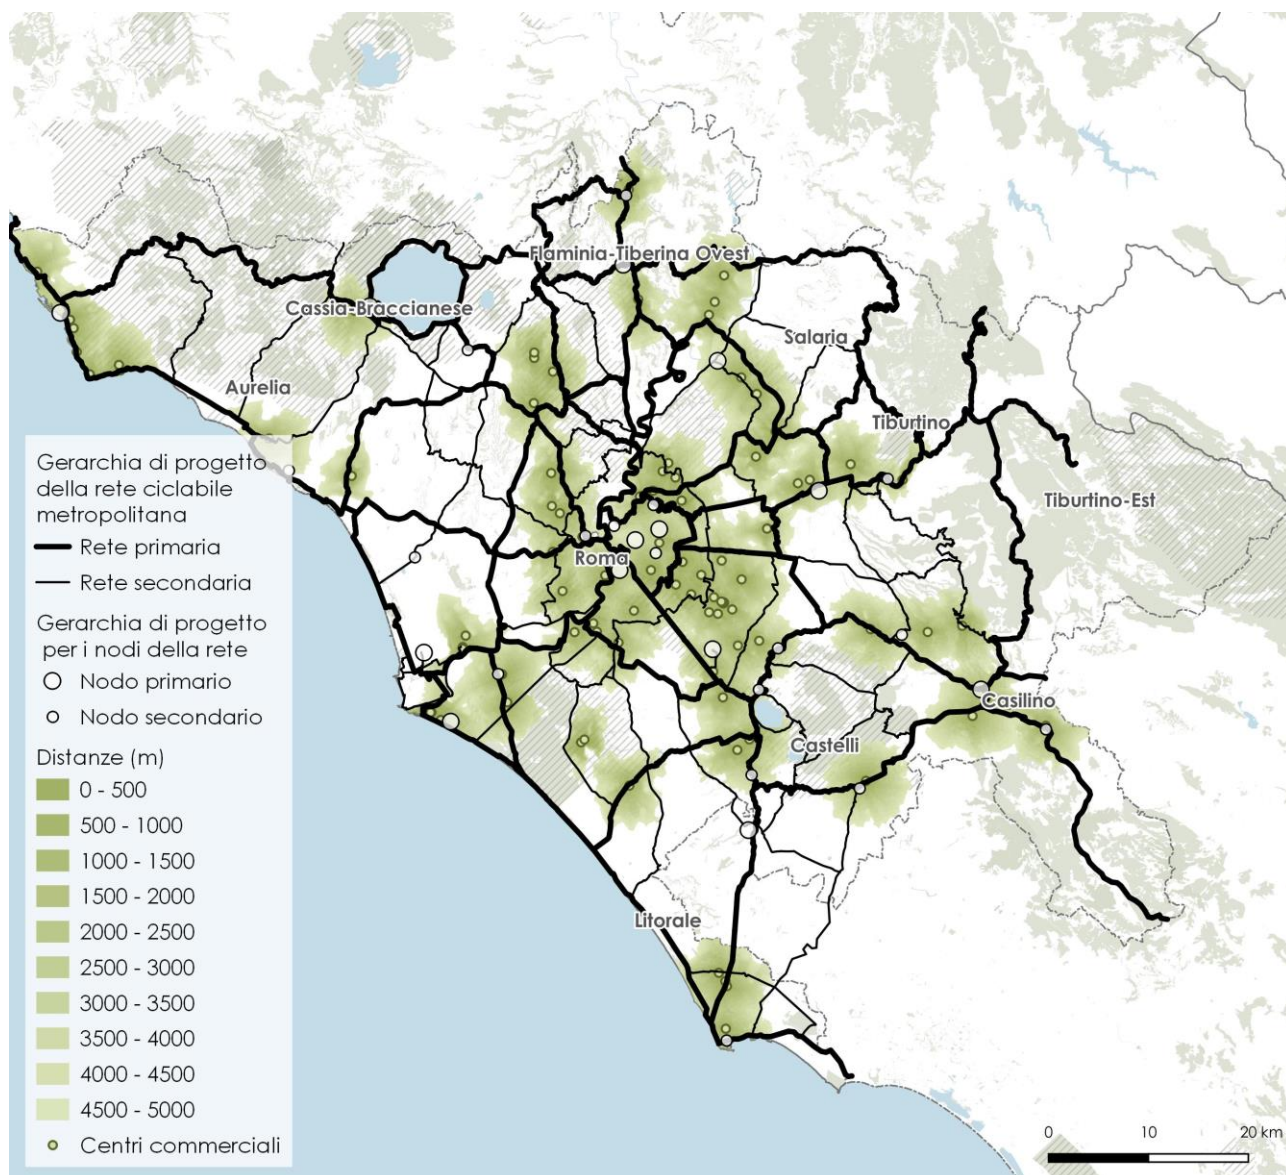 Flaminia-Tiberina Ovest
Cassia-Braccianese
Salaria
Aurelia
Tiburtino
Tiburtino-Est
Roma
Casilino
Castelli
Litorale
Gerarchia di progetto
della rete ciclabile
metropolitana
Rete primaria
Rete secondaria
Gerarchia di progetto
per i nodi della rete
Nodo primario
Nodo secondario
Distanze (m)
0 - 500
500 - 1000
1000 - 1500
1500 - 2000
2000 - 2500
2500 - 3000
3000 - 3500
3500 - 4000
4000 - 4500
4500 - 5000
Centri commerciali
0 10 20 km